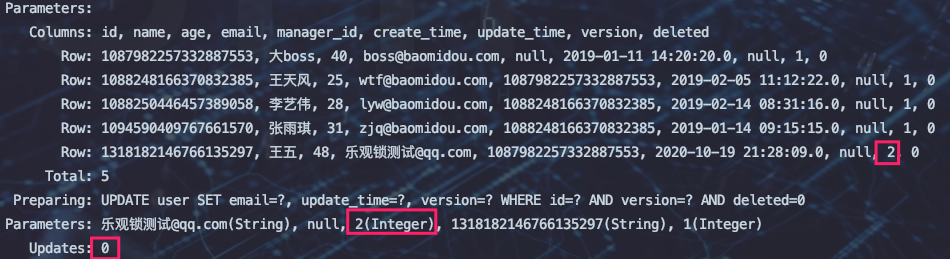 Parameters:
Columns: id, name, age, email, manager_id, create_time, update_time, version, deleted
Row: 1087982257332887553, 大boss, 40, boss@baomidou.com, null, 2019-01-11 14:20:20.0, null, 1, 0
Row: 1088248166370832385, 王天风, 25, wtf@baomidou.com, 1087982257332887553, 2019-02-05 11:12:22.0, null, 1, 0
Row: 1088250446457389058, 李艺伟, 28, lyw@baomidou.com, 1088248166370832385, 2019-02-14 08:31:16.0, null, 1, 0
Row: 1094590409767661570, 张雨琪, 31, zjq@baomidou.com, 1088248166370832385, 2019-01-14 09:15:15.0, null, 1, 0
Row: 1318182146766135297, 王五, 48, 乐观锁测试@qq.com, 1087982257332887553, 2020-10-19 21:28:09.0, null, 2, 0
Total: 5
Preparing: UPDATE user SET email=?, update_time=?, version=? WHERE id=? AND version=? AND deleted=0
Parameters: 乐观锁测试@qq.com(String), null, 2(Integer), 1318182146766135297(String), 1(Integer)
Updates: 0